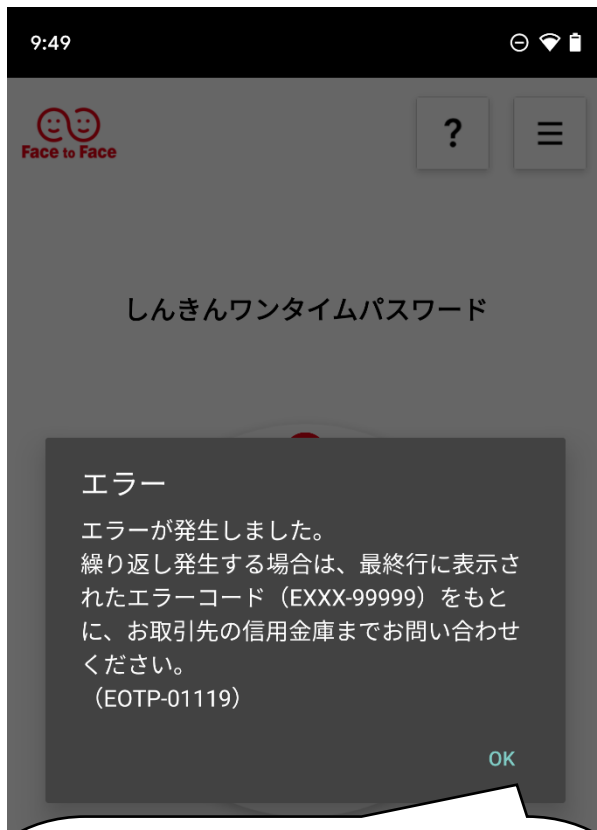 9:49
Face to Face
?
しんきんワンタイムパスワード
エラー
エラーが発生しました。
繰り返し発生する場合は、最終行に表示さ
れたエラーコード（EXXX-99999）をもと
に、お取引先の信用金庫までお問い合わせ
ください。
（EOTP-01119）
OK